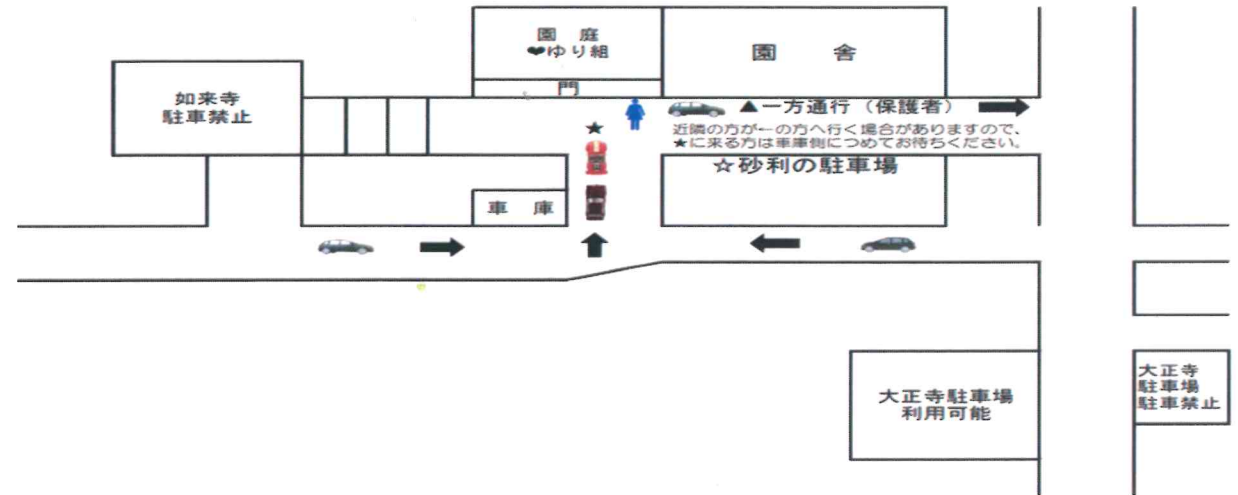 園　庭
❤ゆり組
園　　舎
門
如来寺
駐車禁止
▲一方通行（保護者）
近隣の方が←の方へ行く場合がありますので、
★に来る方は車庫側につめてお待ちください。
★
☆砂利の駐車場
車　庫
大正寺駐車場
利用可能
大正寺
駐車場
駐車禁止